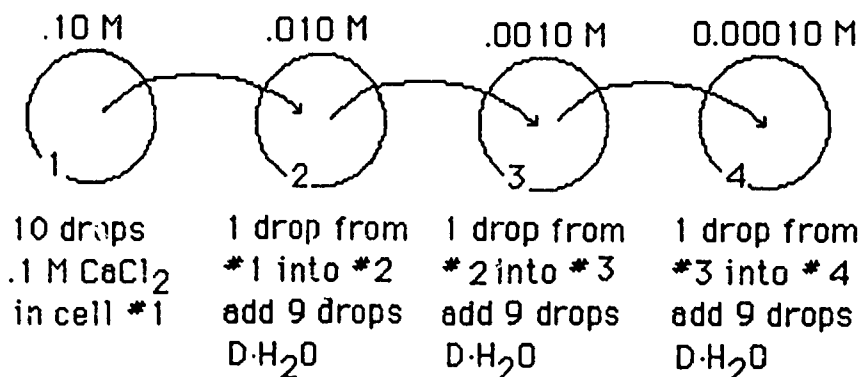 .10 M
.010 M
.0010 M
0.00010 M
1
2
3
4
10 drops
.1 M CaCl₂
in cell #1
1 drop from
#1 into #2
add 9 drops
D·H₂O
1 drop from
#2 into #3
add 9 drops
D·H₂O
1 drop from
#3 into #4
add 9 drops
D·H₂O